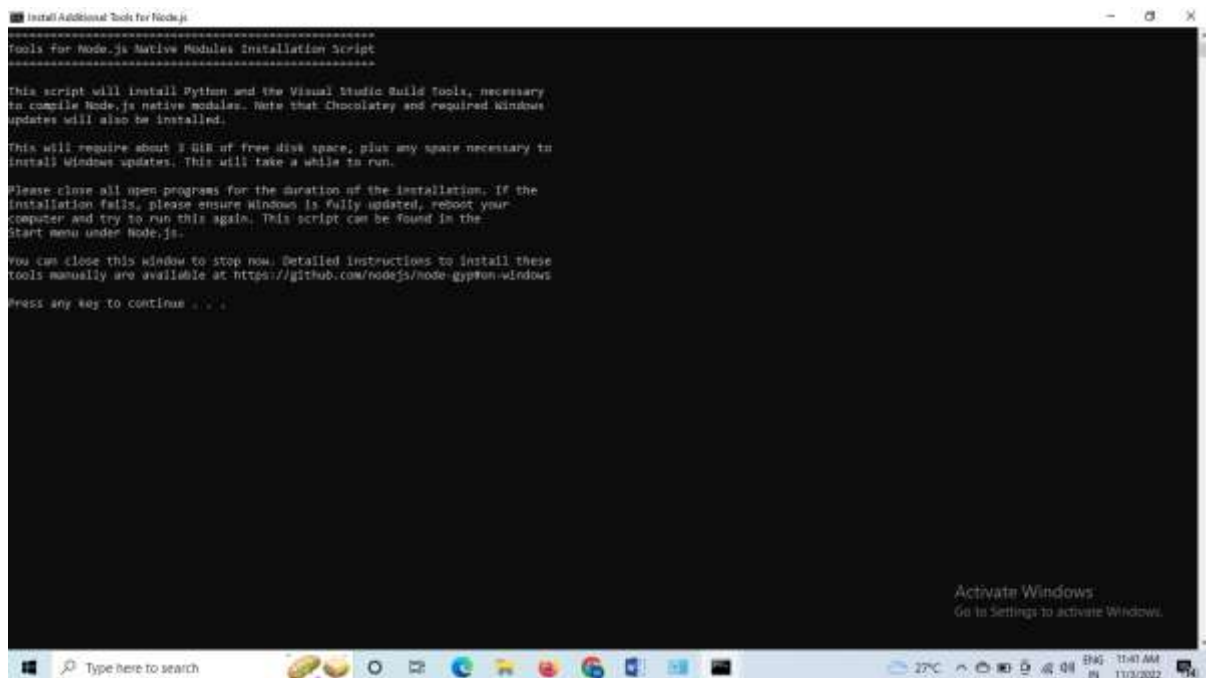 Install Additional Tools for Node.js
====================================================
Tools for Node.js Native Modules Installation Script
====================================================
This script will install Python and the Visual Studio Build Tools, necessary
to compile Node.js native modules. Note that Chocolatey and required Windows
updates will also be installed.
This will require about 3 GiB of free disk space, plus any space necessary to
install Windows updates. This will take a while to run.
Please close all open programs for the duration of the installation. If the
installation fails, please ensure Windows is fully updated, reboot your
computer and try to run this again. This script can be found in the
Start menu under Node.js.
You can close this window to stop now. Detailed instructions to install these
tools manually are available at https://github.com/nodejs/node-gyp#on-windows
Press any key to continue . . .
Activate Windows
Go to Settings to activate Windows.
Type here to search
27°C
ENG
IN
11:41 AM
11/3/2022